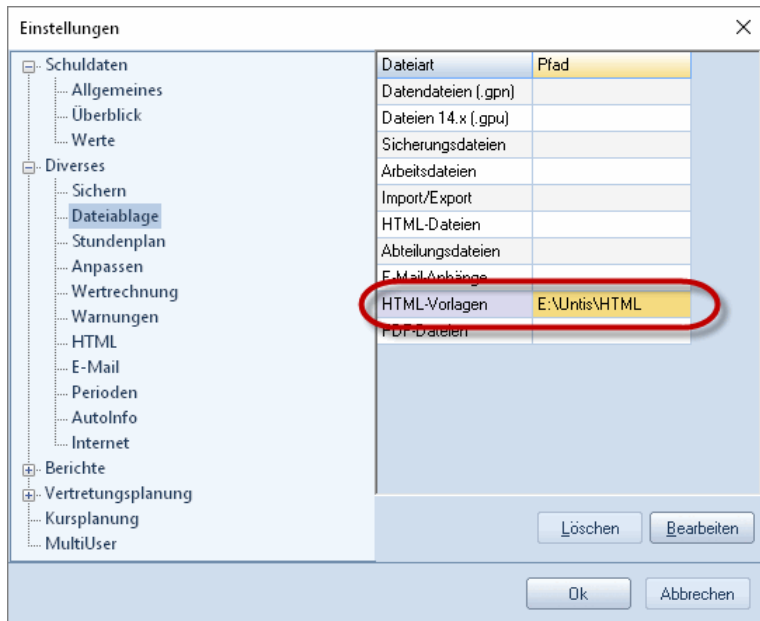 Einstellungen
Schuldaten
Allgemeines
Überblick
Werte
Diverses
Sichern
Dateiablage
Stundenplan
Anpassen
Wertrechnung
Warnungen
HTML
E-Mail
Perioden
AutoInfo
Internet
Berichte
Vertretungsplanung
Kursplanung
MultiUser
Dateiart Pfad
Datendateien (.gpn)
Dateien 14.x (.gpu)
Sicherungsdateien
Arbeitsdateien
Import/Export
HTML-Dateien
Abteilungsdateien
E-Mail-Anhänge
HTML-Vorlagen E:\Untis\HTML
PDF-Dateien
Löschen Bearbeiten
Ok Abbrechen